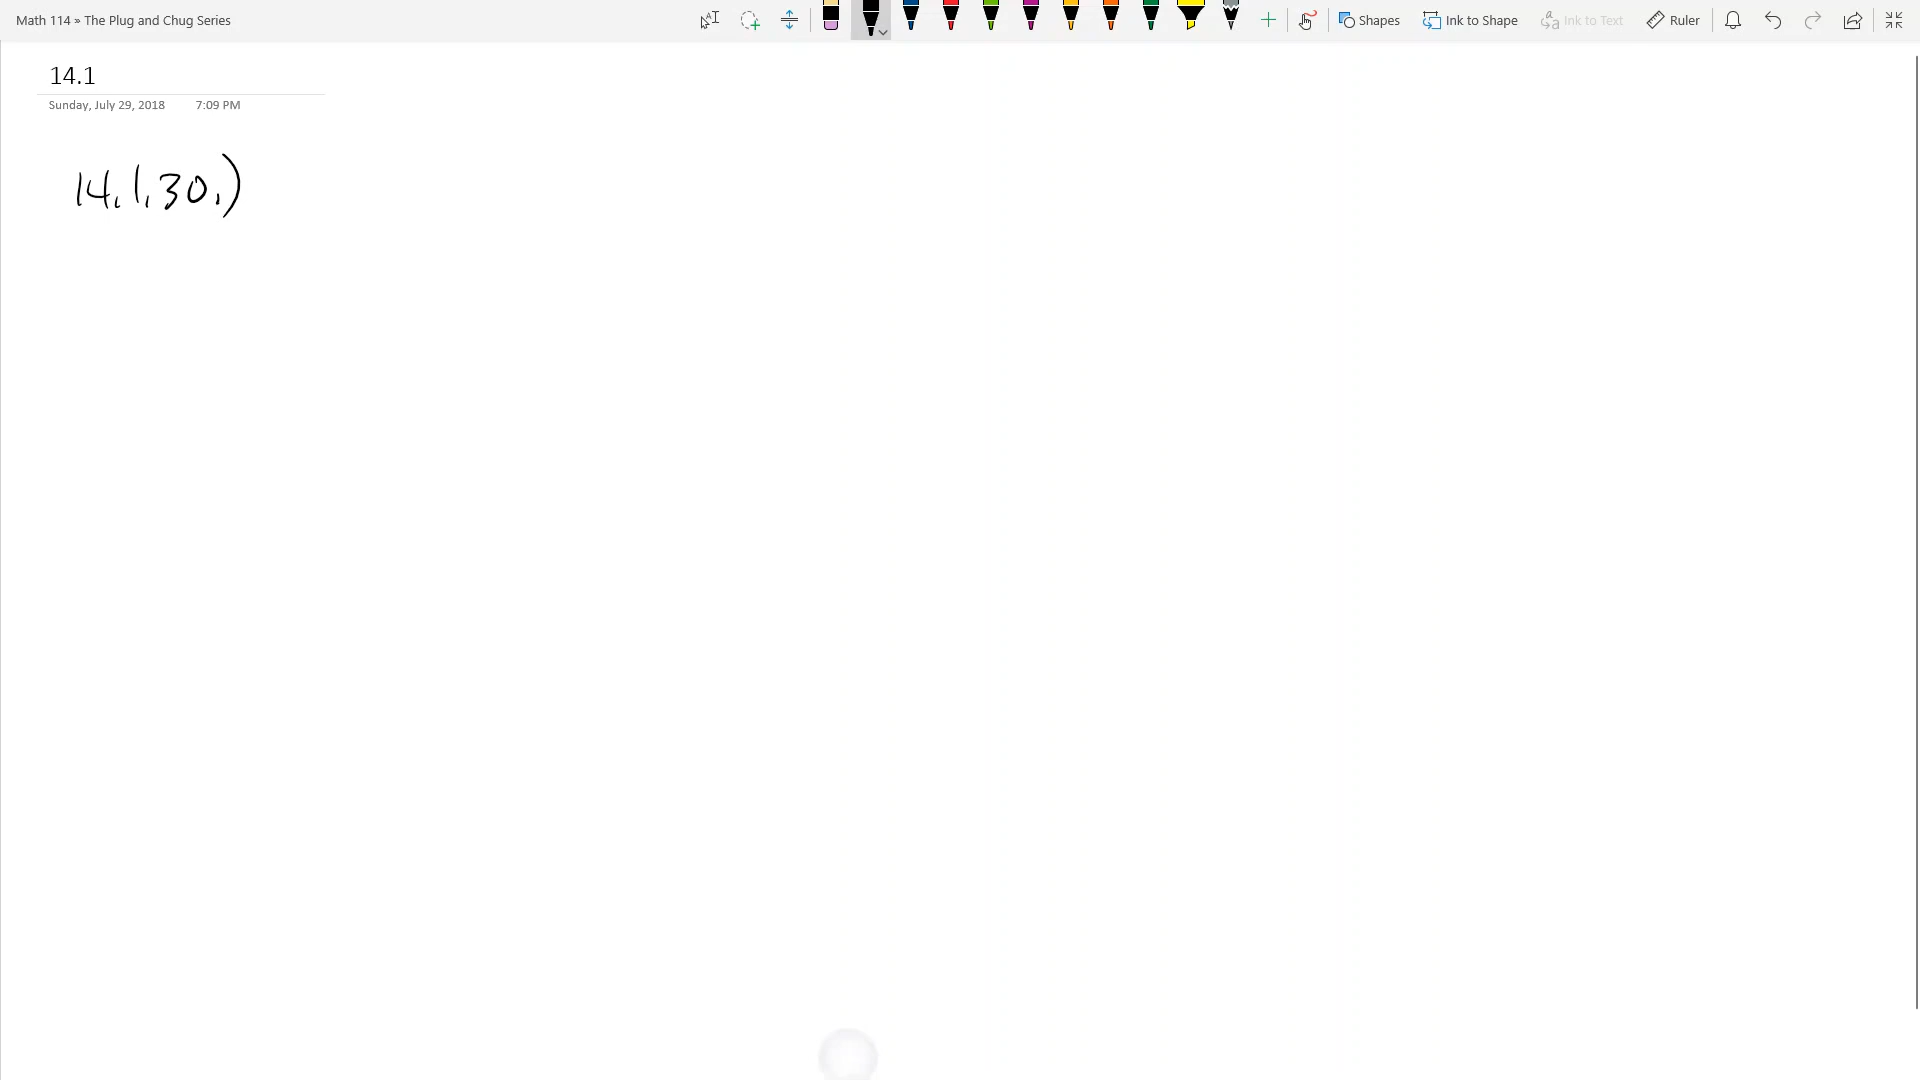 Math 114 » The Plug and Chug Series
Shapes
Ink to Shape
Ink to Text
Ruler
14.1
Sunday, July 29, 2018 7:09 PM
14.1.30.)